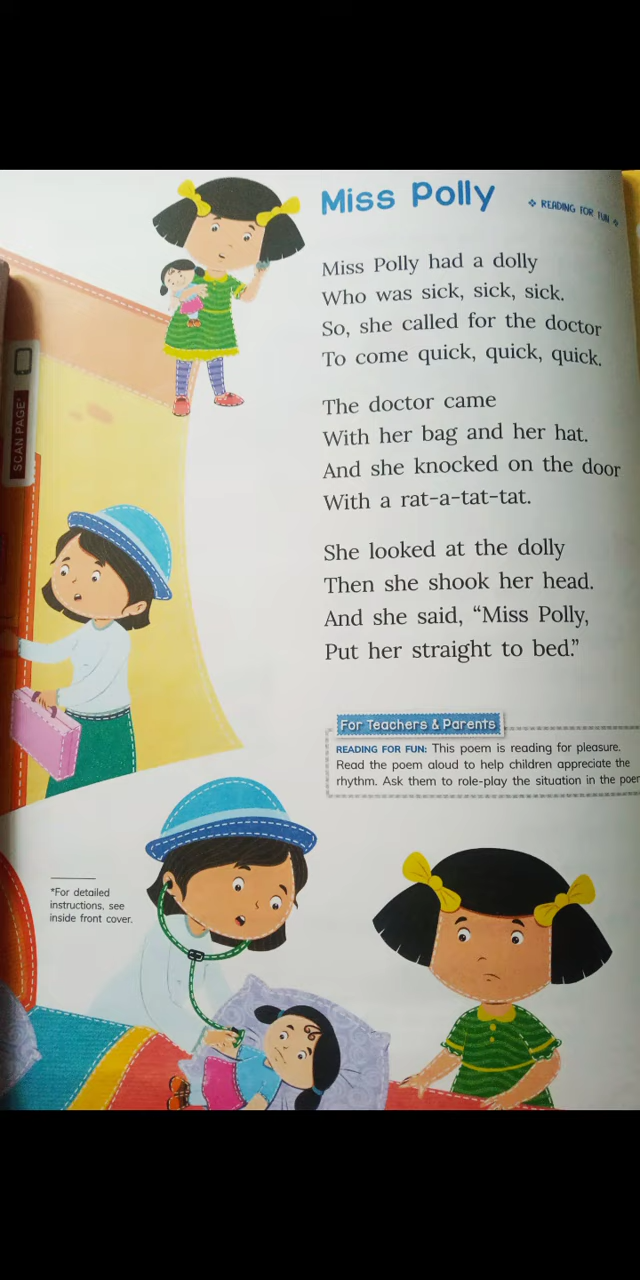 Miss Polly
❖ READING FOR FUN ❖
Miss Polly had a dolly
Who was sick, sick, sick.
So, she called for the doctor
To come quick, quick, quick.
The doctor came
With her bag and her hat.
And she knocked on the door
With a rat-a-tat-tat.
She looked at the dolly
Then she shook her head.
And she said, “Miss Polly,
Put her straight to bed.”
For Teachers & Parents
READING FOR FUN: This poem is reading for pleasure.
Read the poem aloud to help children appreciate the
rhythm. Ask them to role-play the situation in the
SCAN PAGE*
*For detailed
instructions, see
inside front cover.